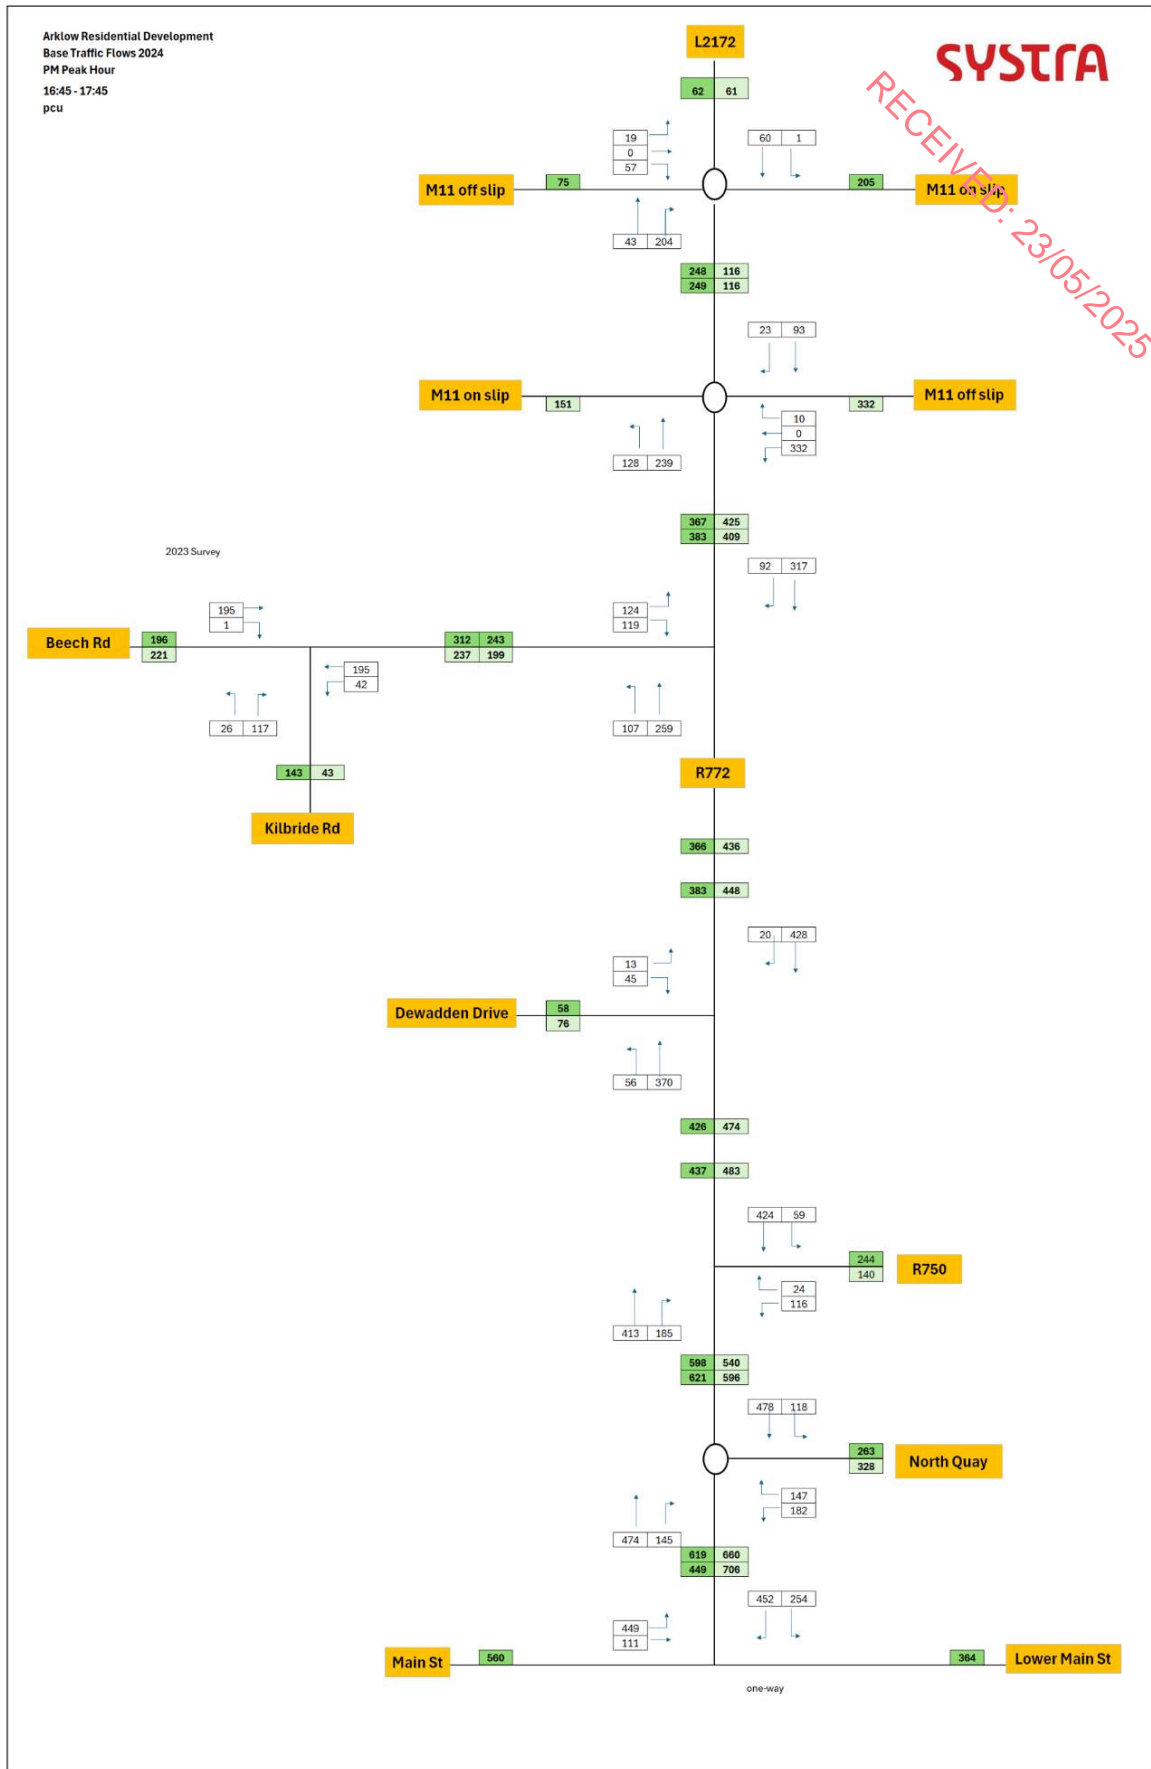 Arklow Residential Development
Base Traffic Flows 2024
PM Peak Hour
16:45 - 17:45
pcu
L2172
SYSTRA
RECEIVED: 23/05/2025
62 61
19
0
57
60 1
M11 off slip
75
205
M11 on slip
43 204
248 116
249 116
23 93
M11 on slip
151
332
M11 off slip
10
0
332
128 239
367 425
383 409
2023 Survey
92 317
195
1
124
119
Beech Rd
196
221
312 243
237 199
195
42
26 117
107 259
143 43
R772
Kilbride Rd
366 436
383 448
20 428
13
45
Dewadden Drive
58
76
56 370
426 474
437 483
424 59
244
140
R750
24
116
413 185
598 540
621 596
478 118
263
328
North Quay
147
182
474 145
619 660
449 706
452 254
449
111
Main St
560
364
Lower Main St
one-way